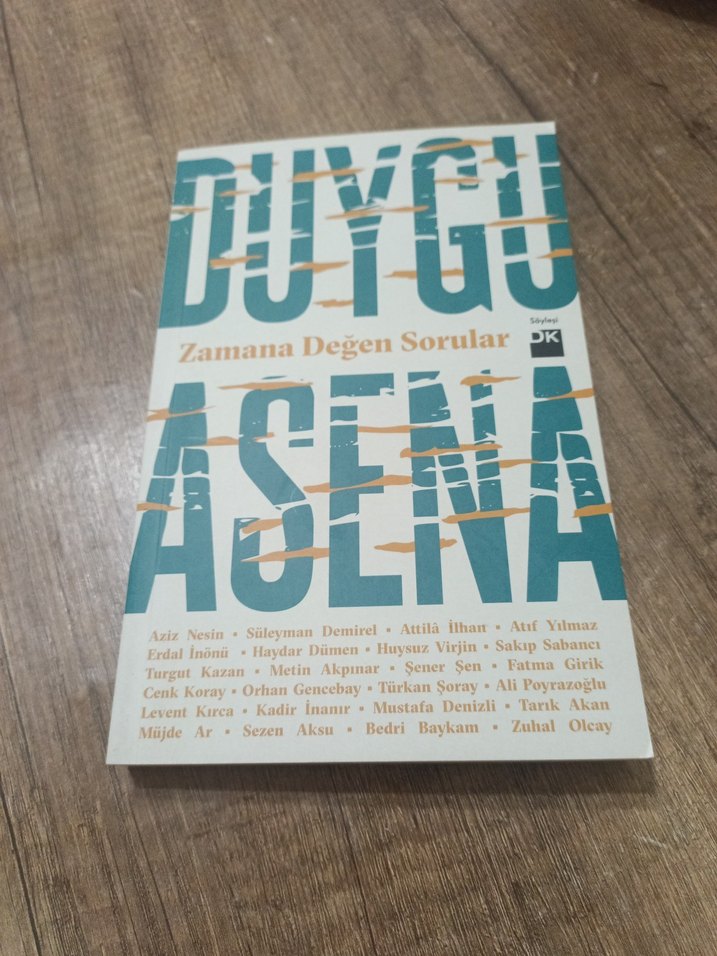 DUYGU
Zamana Değen Sorular
Söyleşi
DK
ASENA
Aziz Nesin ▪ Süleyman Demirel ▪ Attilâ İlhan ▪ Atıf Yılmaz
Erdal İnönü ▪ Haydar Dümen ▪ Huysuz Virjin ▪ Sakıp Sabancı
Turgut Kazan ▪ Metin Akpınar ▪ Şener Şen ▪ Fatma Girik
Cenk Koray ▪ Orhan Gencebay ▪ Türkan Şoray ▪ Ali Poyrazoğlu
Levent Kırca ▪ Kadir İnanır ▪ Mustafa Denizli ▪ Tarık Akan
Müjde Ar ▪ Sezen Aksu ▪ Bedri Baykam ▪ Zuhal Olcay